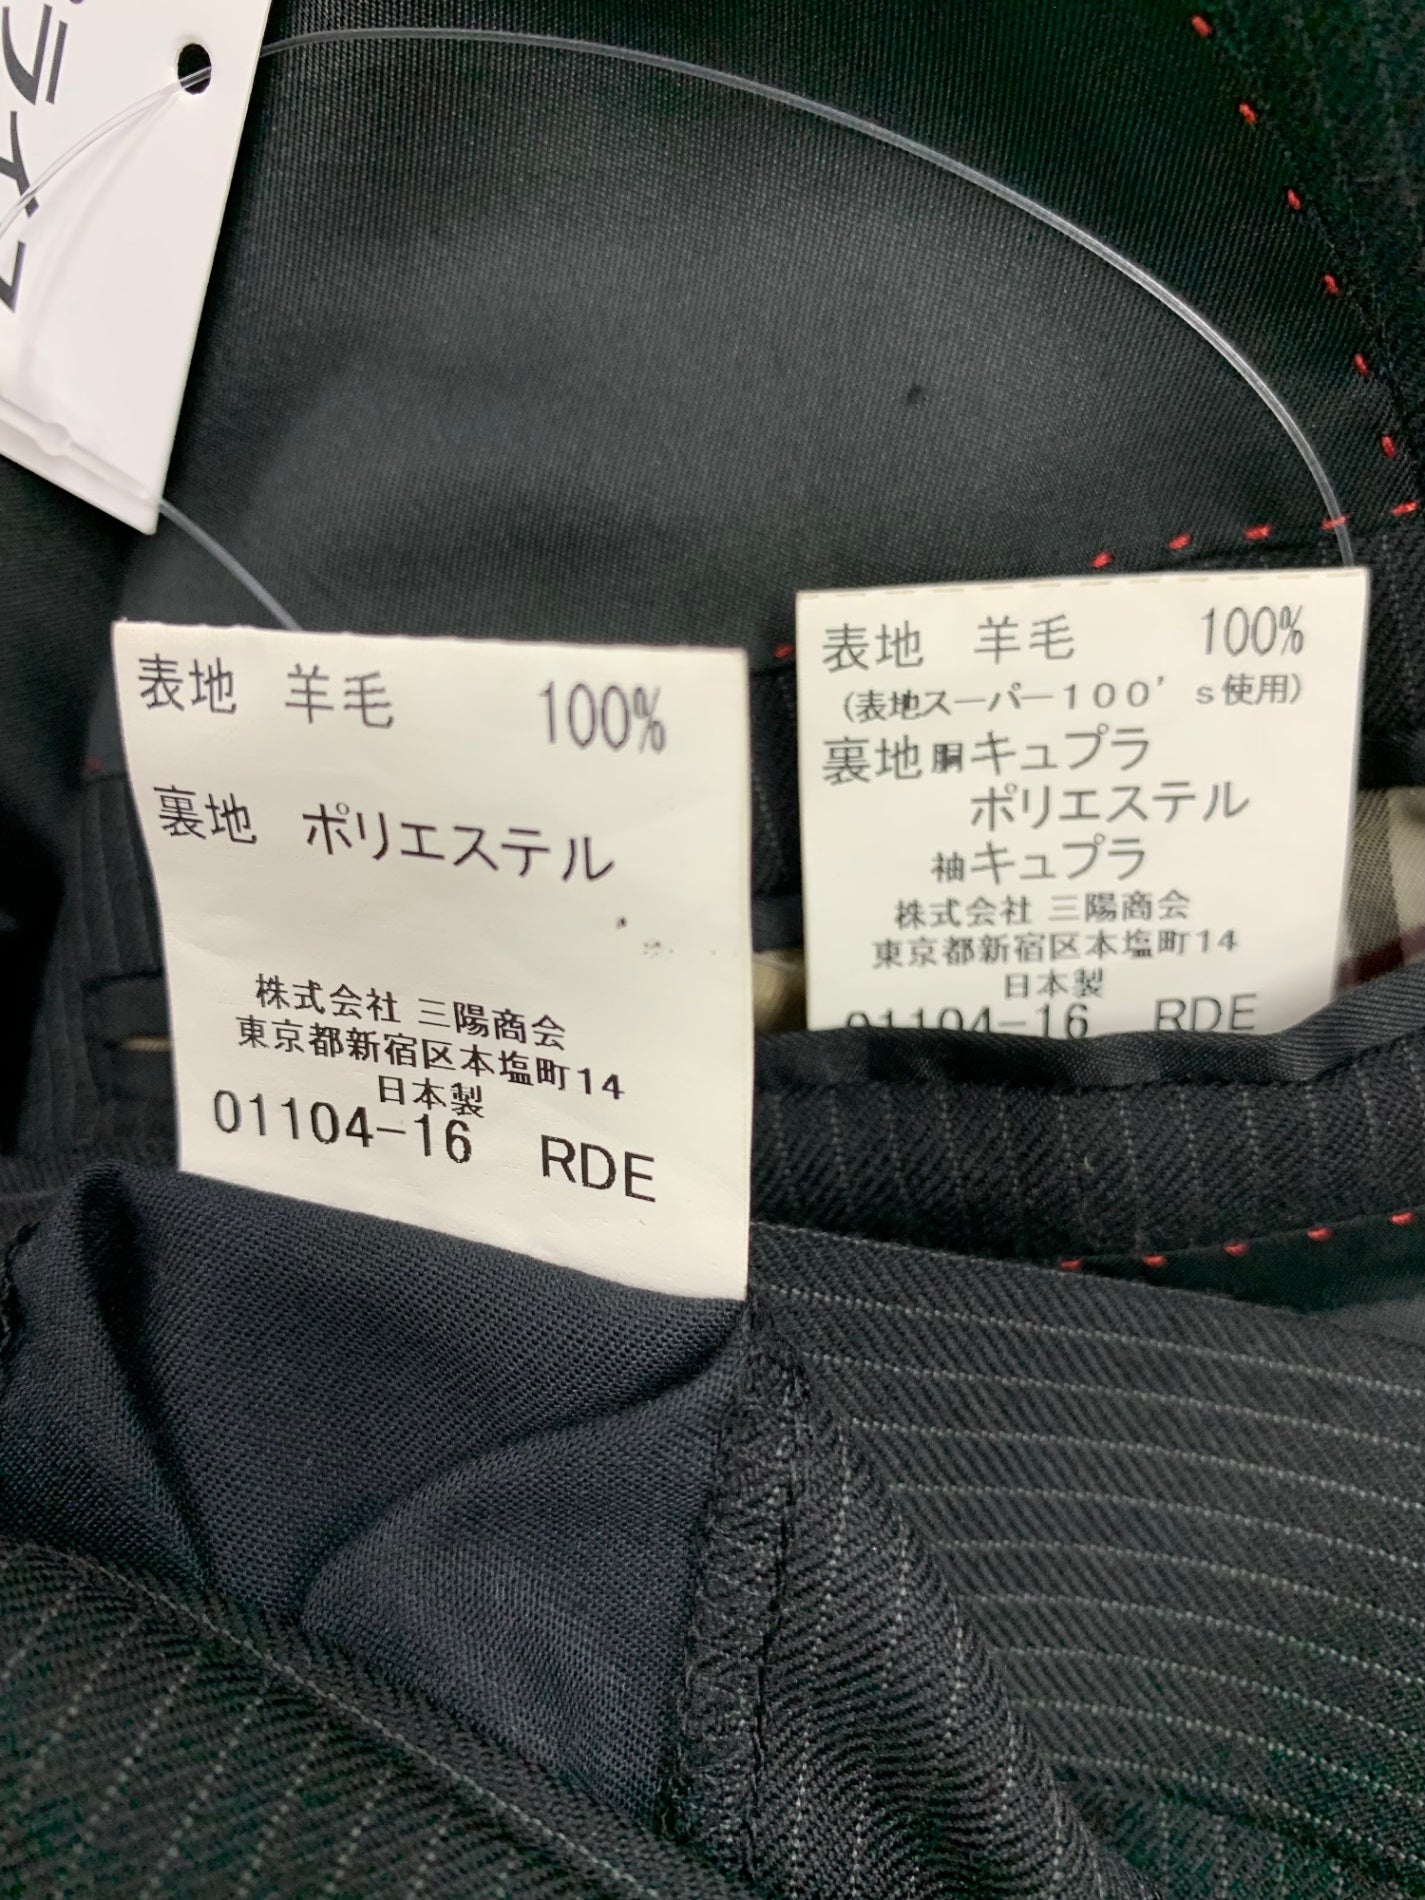 ライス
表地 羊毛 100%
裏地 ポリエステル
株式会社 三陽商会
東京都新宿区本塩町14
日本製
01104-16 RDE
表地 羊毛 100%
(表地スーパー100's使用)
裏地胴キュプラ
ポリエステル
袖キュプラ
株式会社 三陽商会
東京都新宿区本塩町14
日本製
01104-16 RDE